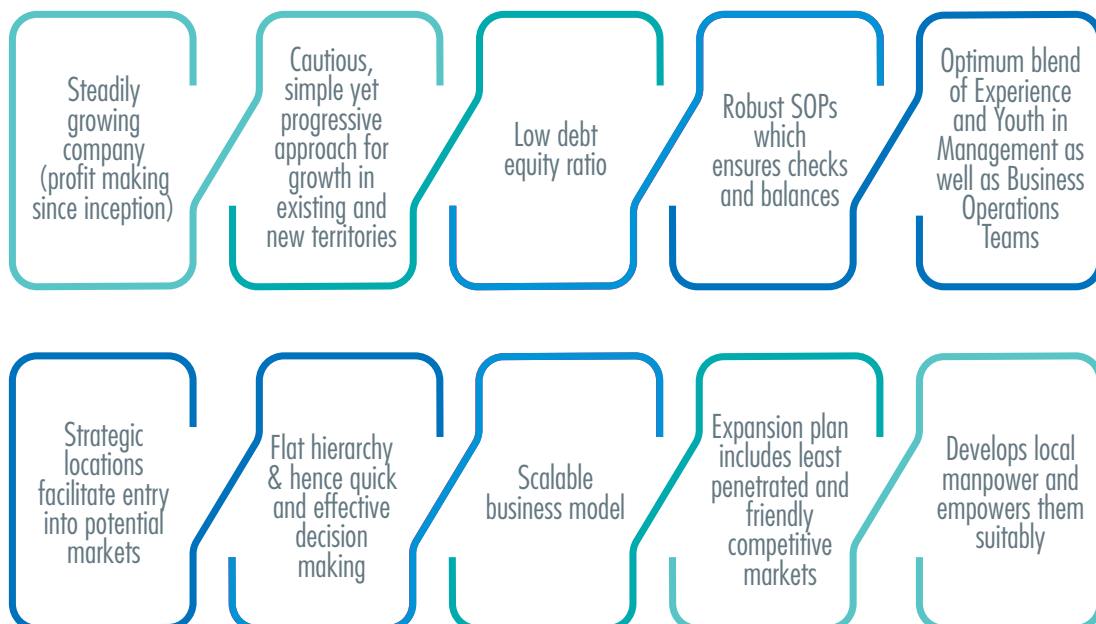 Steadily
growing
company
(profit making
since inception)
Cautious,
simple yet
progressive
approach for
growth in
existing and
new territories
Low debt
equity ratio
Robust SOPs
which
ensures checks
and balances
Optimum blend
of Experience
and Youth in
Management as
well as Business
Operations
Teams
Strategic
locations
facilitate entry
into potential
markets
Flat hierarchy
& hence quick
and effective
decision
making
Scalable
business model
Expansion plan
includes least
penetrated and
friendly
competitive
markets
Develops local
manpower and
empowers them
suitably